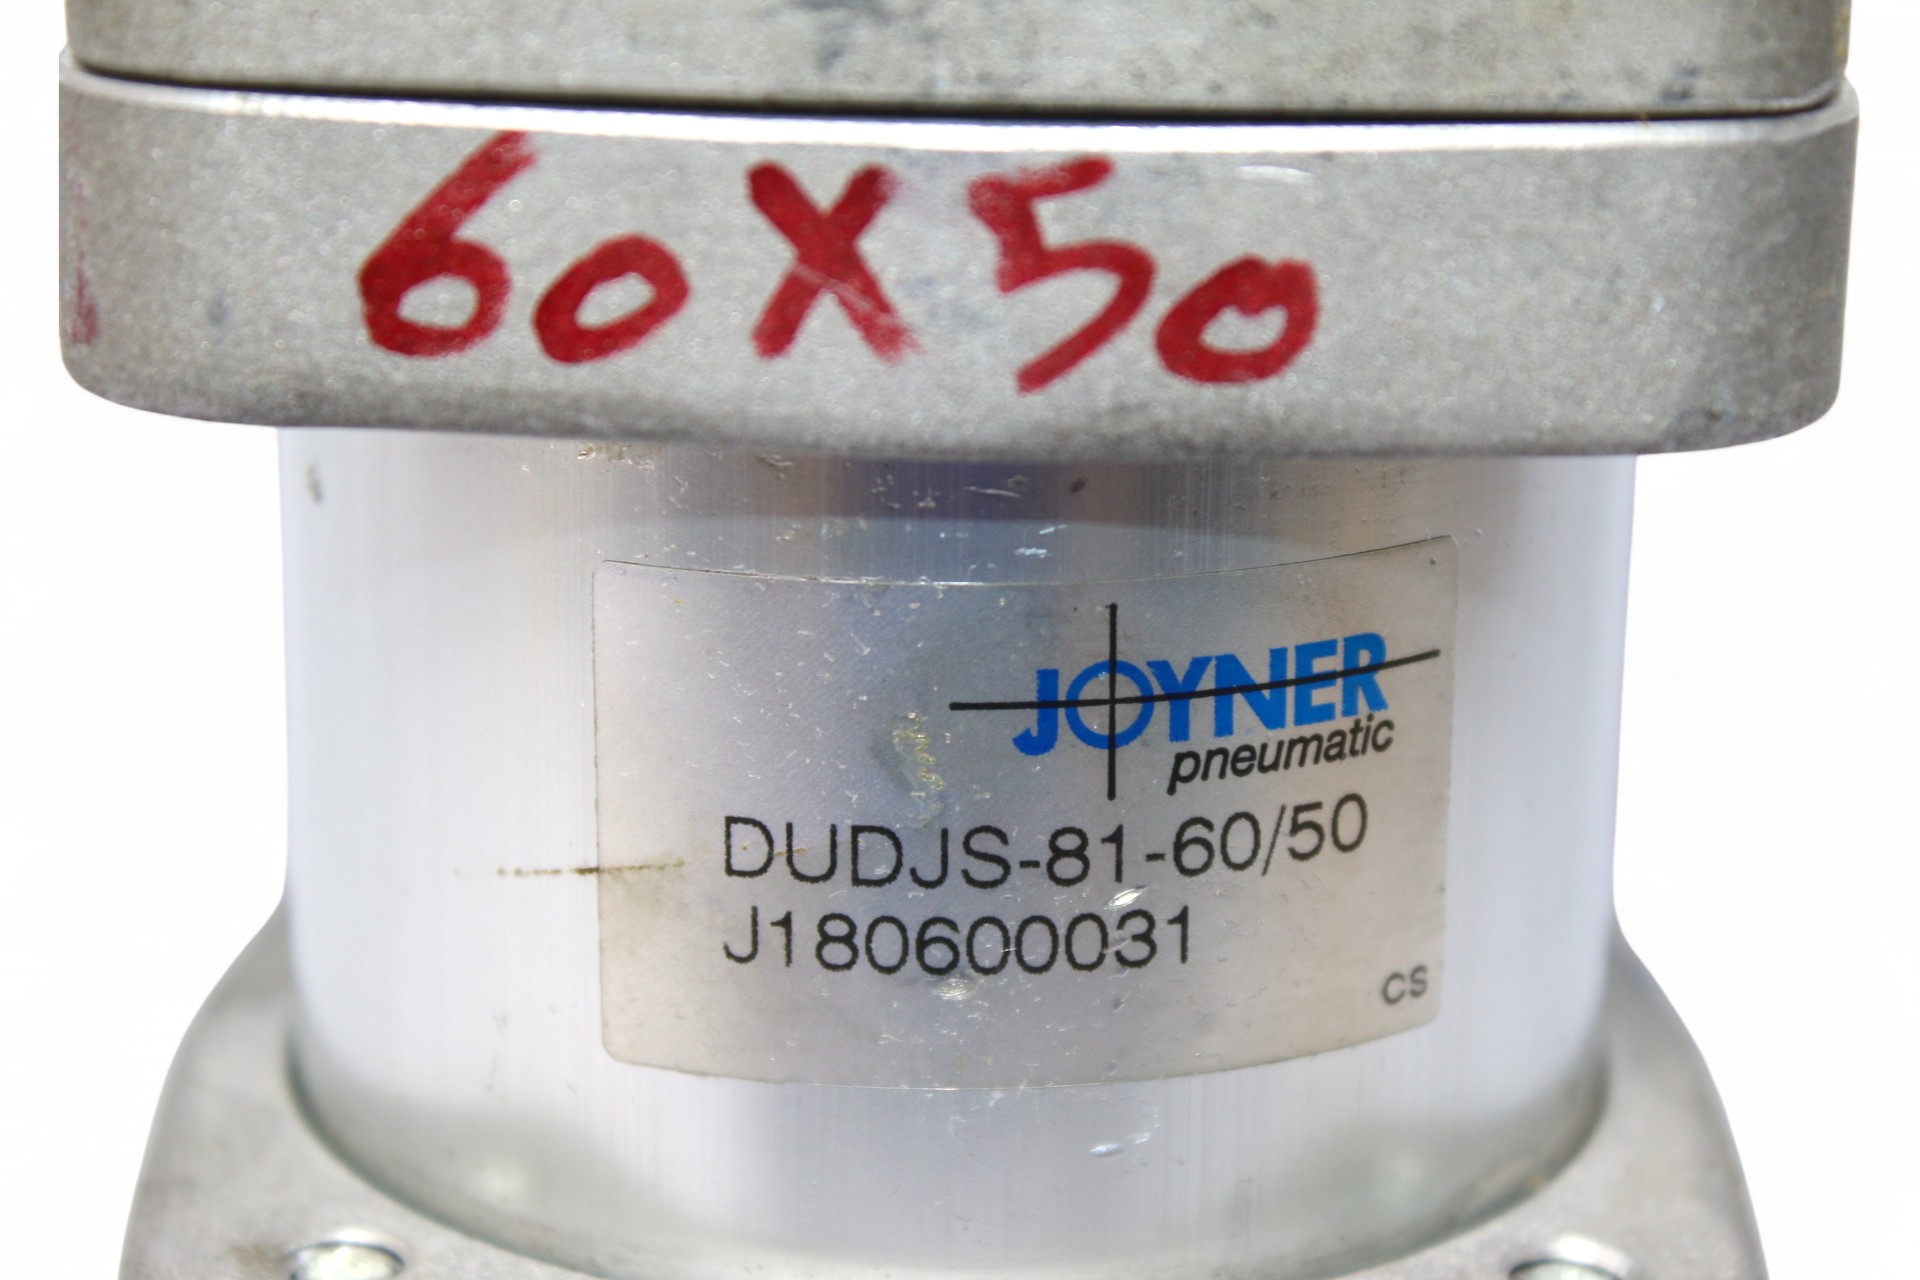 60X50
JOYNER
pneumatic
DUDJS-81-60/50
J180600031
CS